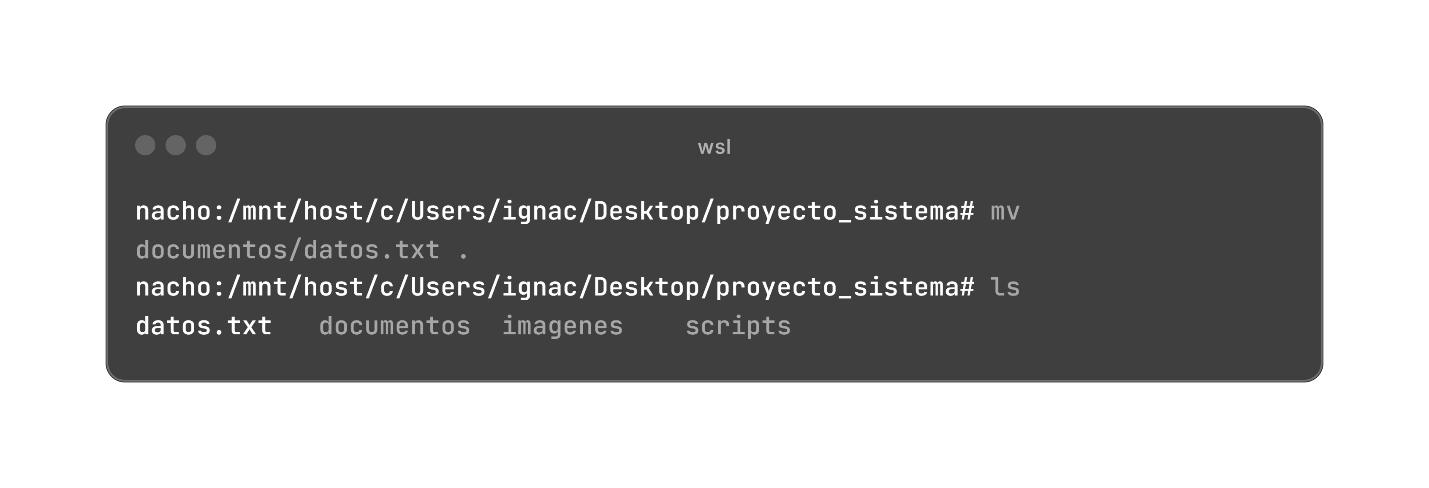 wsl
nacho:/mnt/host/c/Users/ignac/Desktop/proyecto_sistema# mv
documentos/datos.txt .
nacho:/mnt/host/c/Users/ignac/Desktop/proyecto_sistema# ls
datos.txt   documentos  imagenes    scripts